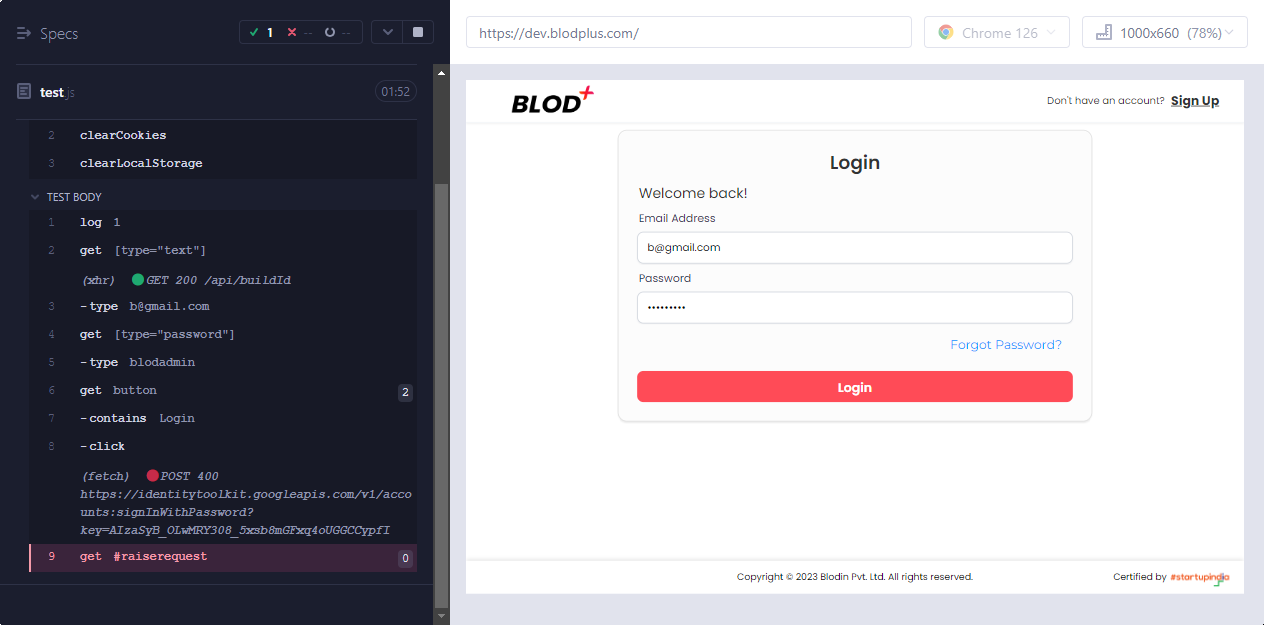 Specs
1 -- --
test.js
01:52
2 clearCookies
3 clearLocalStorage
TEST BODY
1 log 1
2 get [type="text"]
(xhr) GET 200 /api/buildId
3 -type b@gmail.com
4 get [type="password"]
5 -type blodadmin
6 get button 2
7 -contains Login
8 -click
(fetch) POST 400
https://identitytoolkit.googleapis.com/v1/acco
unts:signInWithPassword?
key=AIzaSyB_OLwMRY308_5xsb8mGFxq4oUGGCCypfI
9 get #raiserequest 0
https://dev.blodplus.com/
Chrome 126
1000x660 (78%)
BLOD+
Don't have an account? Sign Up
Login
Welcome back!
Email Address
b@gmail.com
Password
•••••••••
Forgot Password?
Login
Copyright © 2023 Blodin Pvt. Ltd. All rights reserved.
Certified by #startupindia